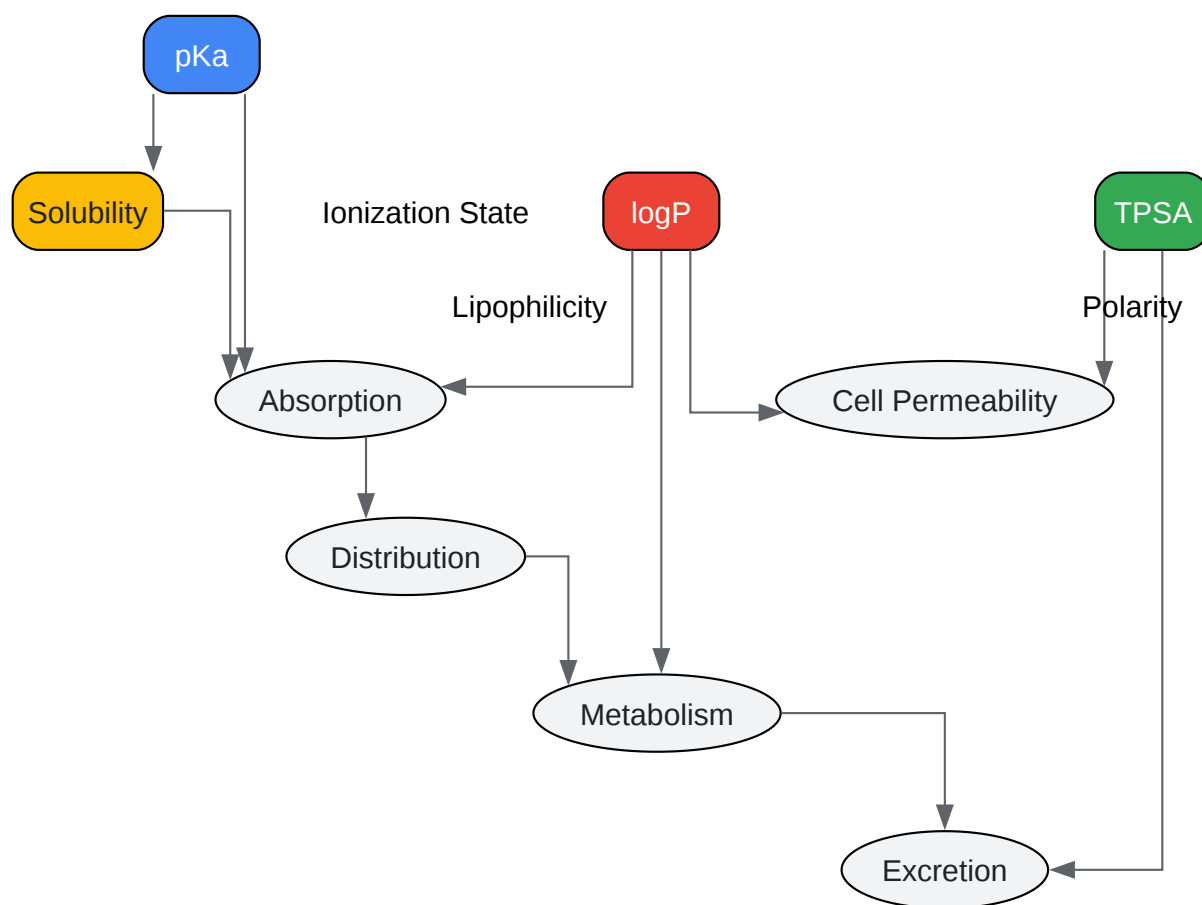 pKa
Solubility
Ionization State
logP
TPSA
Lipophilicity
Polarity
Absorption
Cell Permeability
Distribution
Metabolism
Excretion